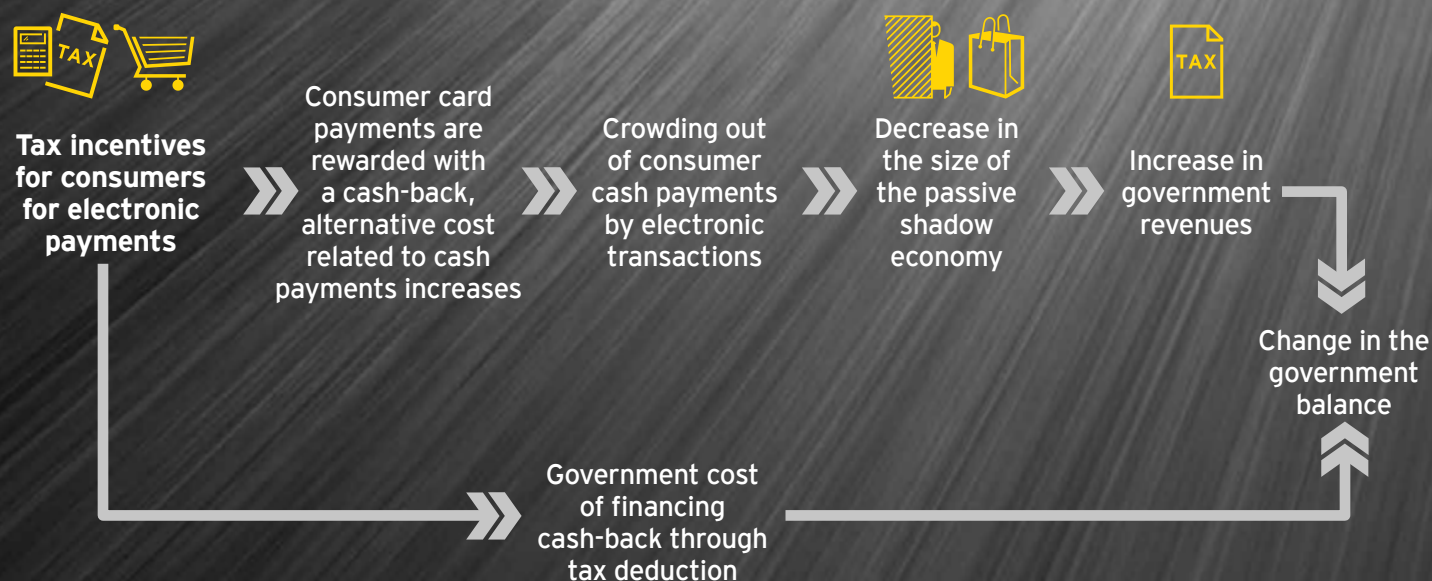 TAX
Tax incentives
for consumers
for electronic
payments
Consumer card
payments are
rewarded with
a cash-back,
alternative cost
related to cash
payments increases
Crowding out
of consumer
cash payments
by electronic
transactions
Decrease in
the size of
the passive
shadow
economy
TAX
Increase in
government
revenues
Change in the
government
balance
Government cost
of financing
cash-back through
tax deduction